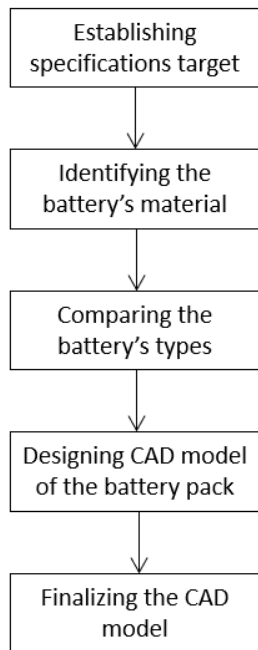 Establishing
specifications target
Identifying the
battery’s material
Comparing the
battery’s types
Designing CAD model
of the battery pack
Finalizing the CAD
model